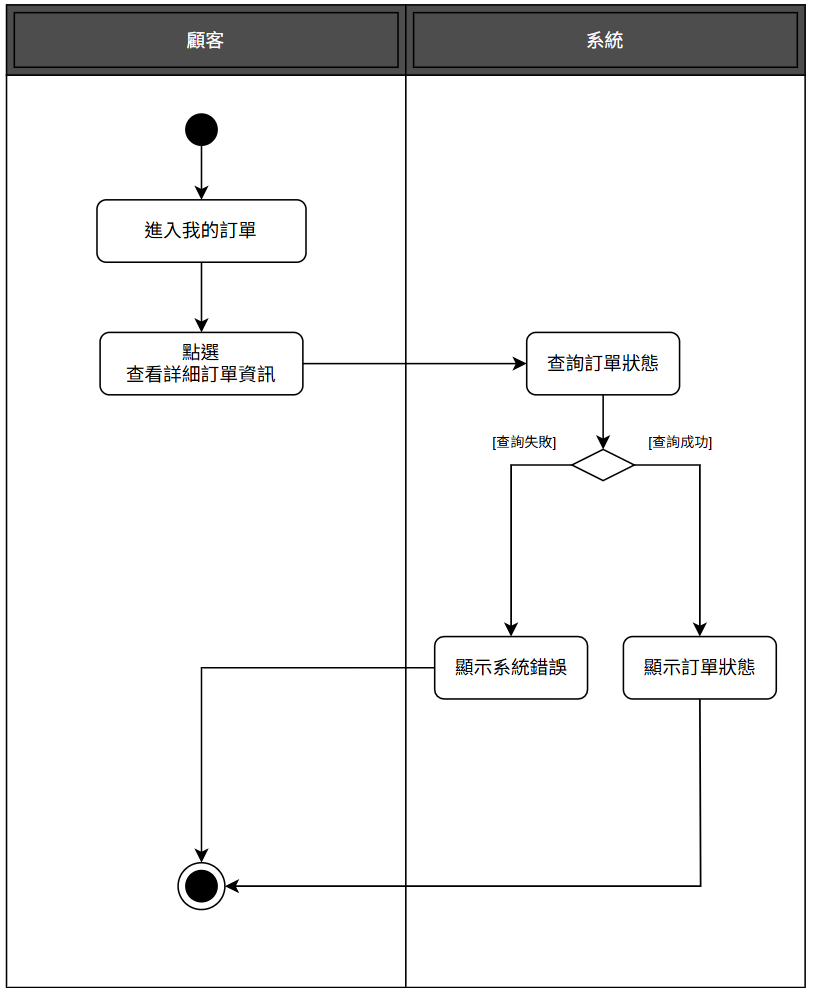 顧客
系統
進入我的訂單
點選
查看詳細訂單資訊
查詢訂單狀態
[查詢失敗]
[查詢成功]
顯示系統錯誤
顯示訂單狀態